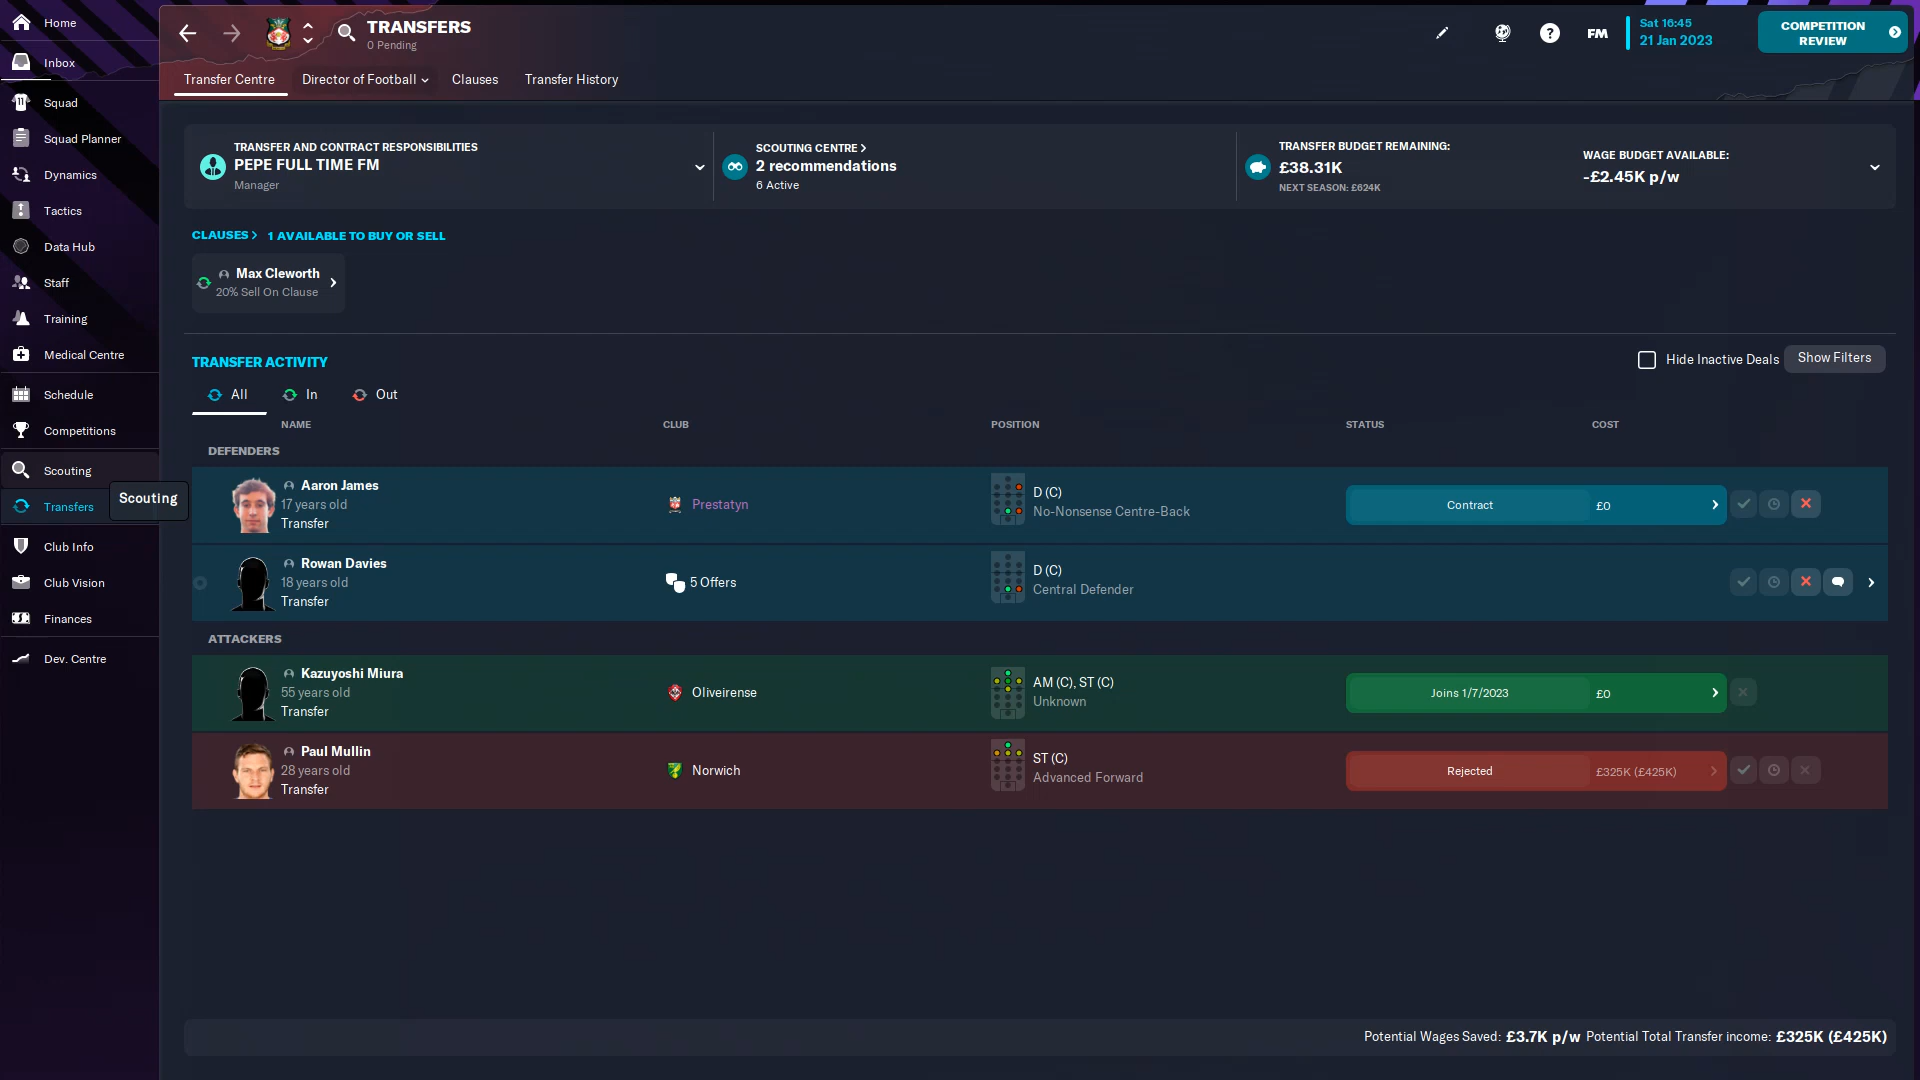 Home
Inbox
Squad
Squad Planner
Dynamics
Tactics
Data Hub
Staff
Training
Medical Centre
Schedule
Competitions
Scouting
Transfers
Scouting
Club Info
Club Vision
Finances
Dev. Centre
TRANSFERS
0 Pending
FM
Sat 16:45
21 Jan 2023
COMPETITION
REVIEW
Transfer Centre
Director of Football
Clauses
Transfer History
TRANSFER AND CONTRACT RESPONSIBILITIES
PEPE FULL TIME FM
Manager
SCOUTING CENTRE >
2 recommendations
6 Active
TRANSFER BUDGET REMAINING:
£38.31K
NEXT SEASON: £624K
WAGE BUDGET AVAILABLE:
-£2.45K p/w
CLAUSES > 1 AVAILABLE TO BUY OR SELL
Max Cleworth
20% Sell On Clause
TRANSFER ACTIVITY
Hide Inactive Deals
Show Filters
All
In
Out
NAME CLUB POSITION STATUS COST
DEFENDERS
Aaron James
17 years old
Transfer
Prestatyn
D (C)
No-Nonsense Centre-Back
Contract
£0
Rowan Davies
18 years old
Transfer
5 Offers
D (C)
Central Defender
ATTACKERS
Kazuyoshi Miura
55 years old
Transfer
Oliveirense
AM (C), ST (C)
Unknown
Joins 1/7/2023
£0
Paul Mullin
28 years old
Transfer
Norwich
ST (C)
Advanced Forward
Rejected
£325K (£425K)
Potential Wages Saved: £3.7K p/w Potential Total Transfer income: £325K (£425K)